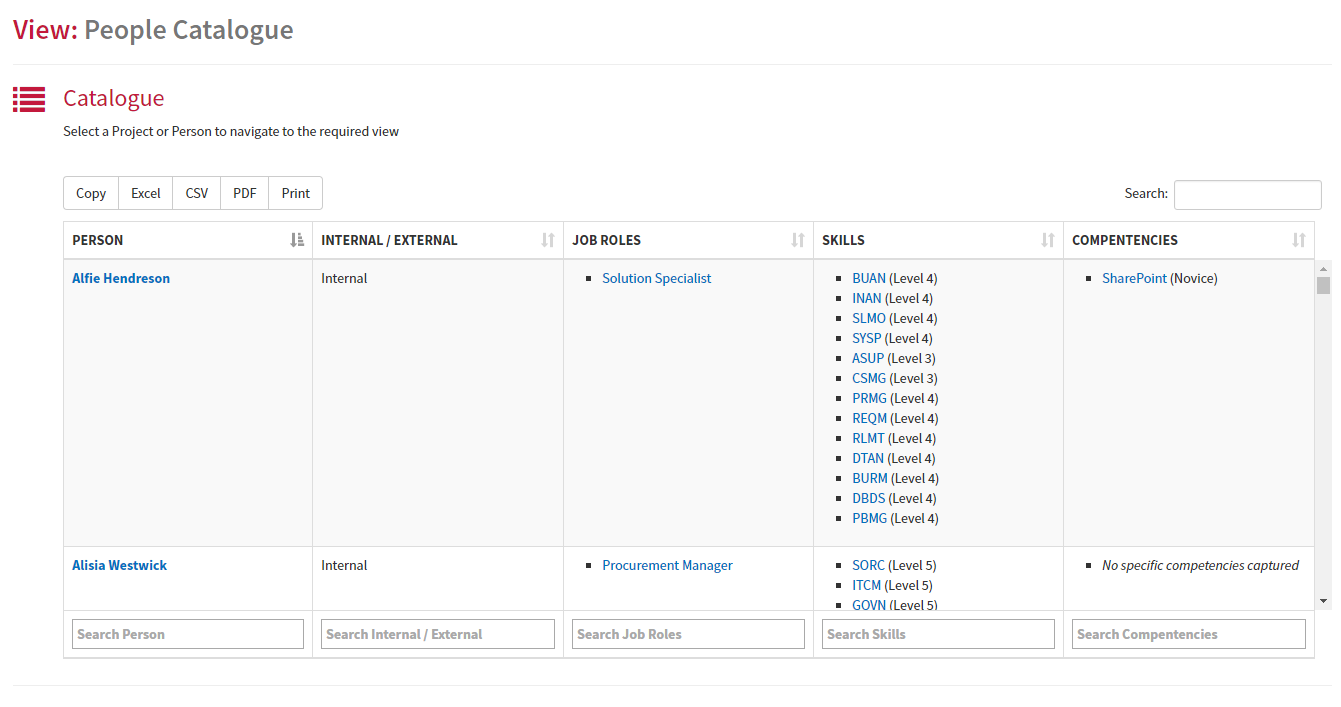 View: People Catalogue
Catalogue
Select a Project or Person to navigate to the required view
Copy Excel CSV PDF Print Search:
PERSON INTERNAL / EXTERNAL JOB ROLES SKILLS COMPENTENCIES
Alfie Hendreson Internal ▪ Solution Specialist ▪ BUAN (Level 4) ▪ SharePoint (Novice)
▪ INAN (Level 4)
▪ SLMO (Level 4)
▪ SYSP (Level 4)
▪ ASUP (Level 3)
▪ CSMG (Level 3)
▪ PRMG (Level 4)
▪ REQM (Level 4)
▪ RLMT (Level 4)
▪ DTAN (Level 4)
▪ BURM (Level 4)
▪ DBDS (Level 4)
▪ PBMG (Level 4)
Alisia Westwick Internal ▪ Procurement Manager ▪ SORC (Level 5) ▪ No specific competencies captured
▪ ITCM (Level 5)
▪ GOVN (Level 5)
Search Person Search Internal / External Search Job Roles Search Skills Search Compentencies